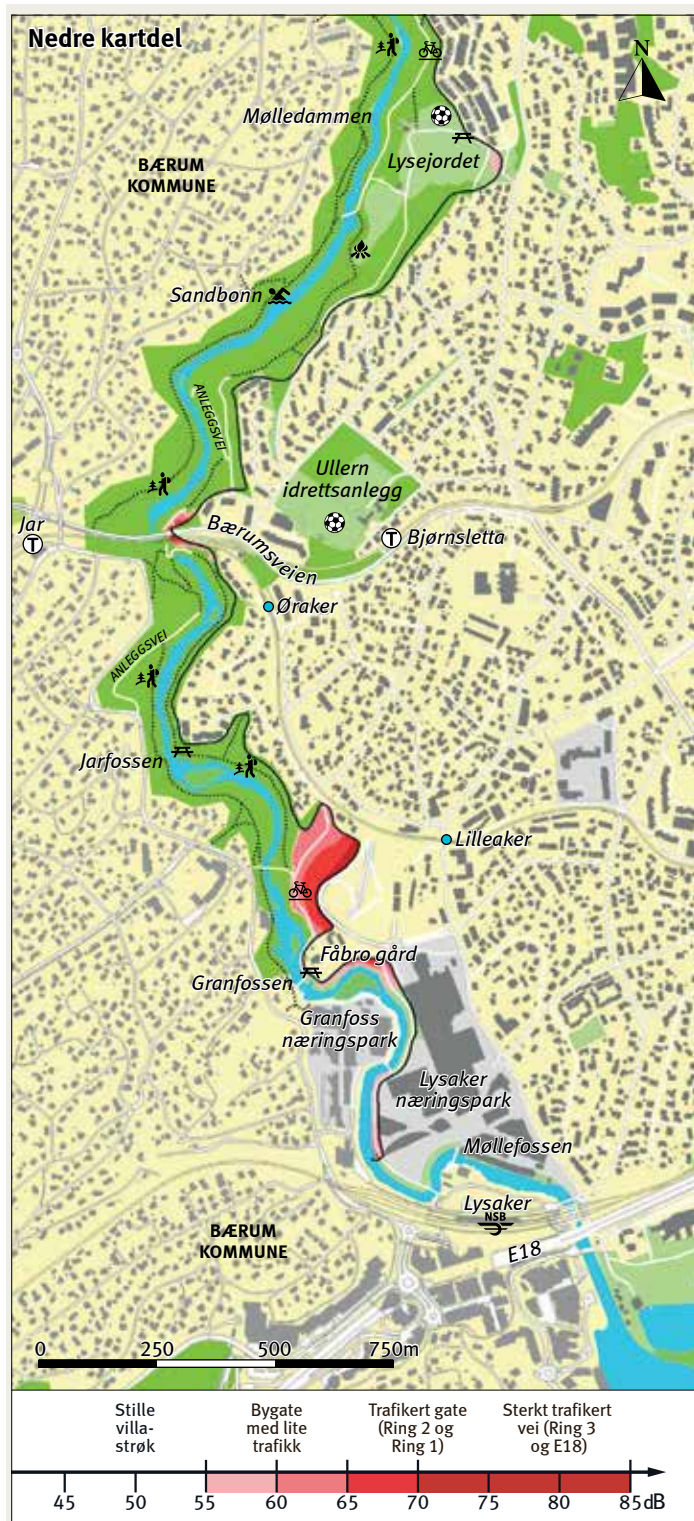 Nedre kartdel
N
Mølledammen
BÆRUM
KOMMUNE
Lysejordet
Sandbonn
ANLEGGSVEI
Ullern
idrettsanlegg
Jar
T
Bærumsveien
T
Bjørnsletta
Øraker
ANLEGGSVEI
Jarfossen
Lilleaker
Fåbro gård
Granfossen
Granfoss
næringspark
Lysaker
næringspark
Møllefossen
Lysaker
NSB
BÆRUM
KOMMUNE
E18
0 250 500 750m
Stille
villa-
strøk
Bygate
med lite
trafikk
Trafikert gate
(Ring 2 og
Ring 1)
Sterkt trafikert
vei (Ring 3
og E18)
45 50 55 60 65 70 75 80 85dB